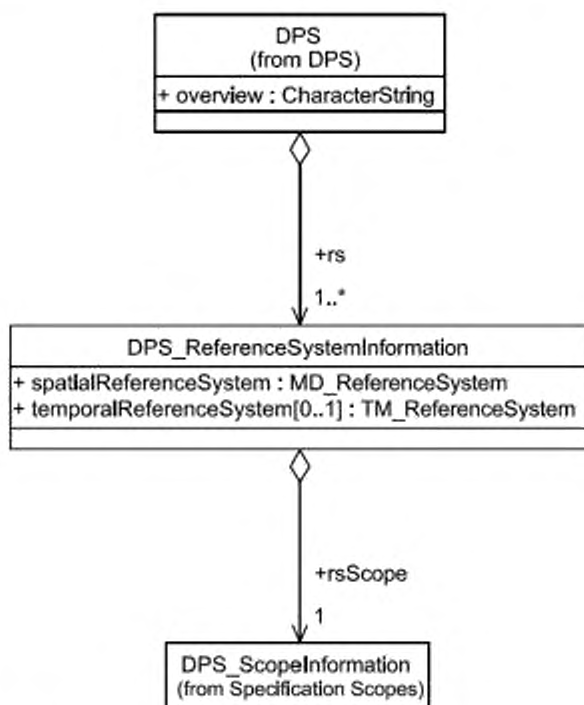 DPS
(from DPS)
+ overview : CharacterString
+rs
1..*
DPS_ReferenceSystemInformation
+ spatialReferenceSystem : MD_ReferenceSystem
+ temporalReferenceSystem[0..1] : TM_ReferenceSystem
+rsScope
1
DPS_ScopeInformation
(from Specification Scopes)